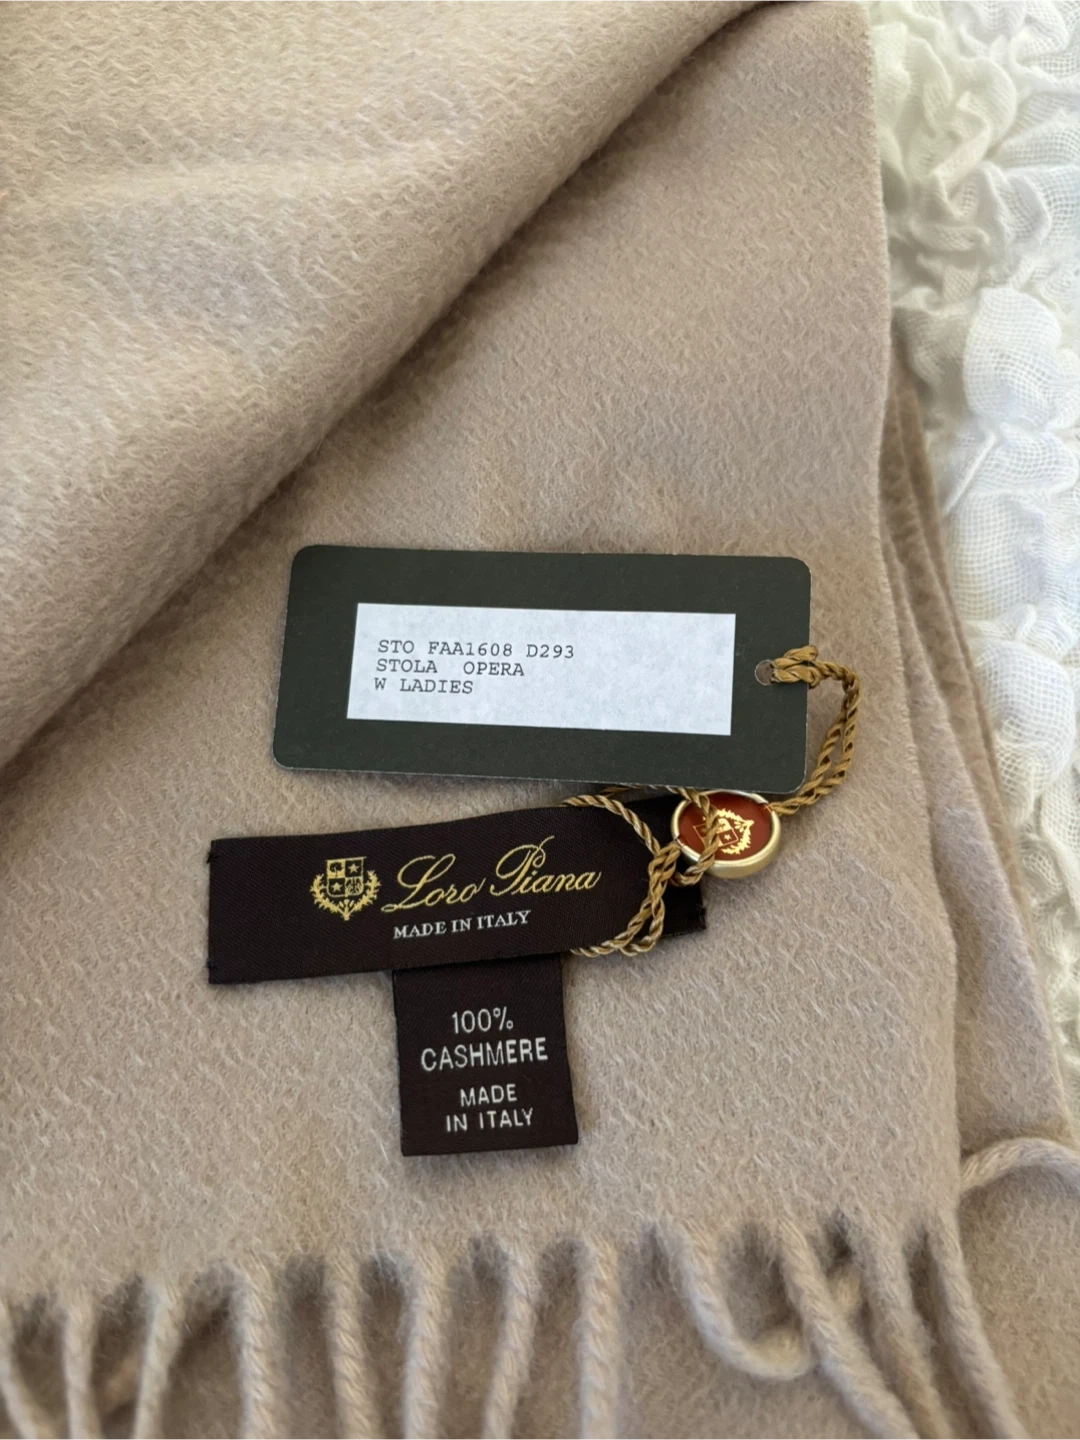 STO FAA1608 D293
STOLA OPERA
W LADIES
Loro Piana
MADE IN ITALY
100%
CASHMERE
MADE
IN ITALY